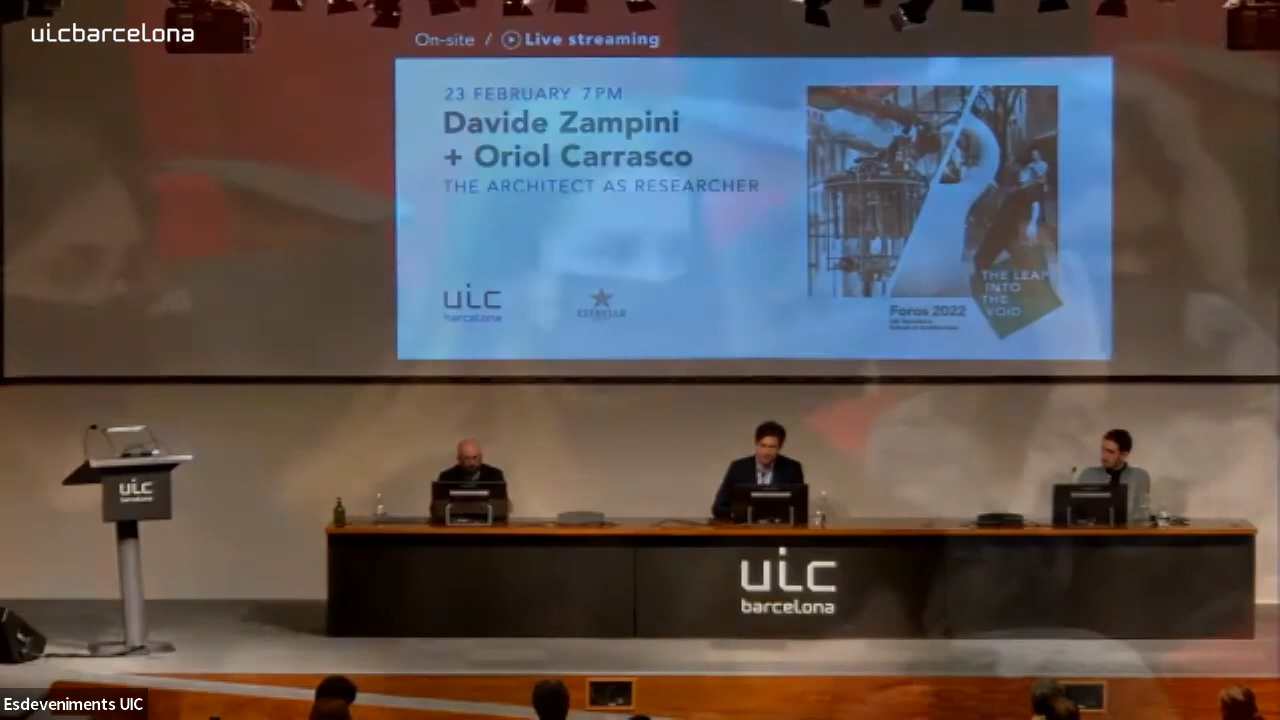 uicbarcelona
On-site / Live streaming
23 FEBRUARY 7PM
Davide Zampini
+ Oriol Carrasco
THE ARCHITECT AS RESEARCHER
THE LEAP
INTO
THE
VOID
Foros 2022
uic
barcelona
ESTRELLA
uic
barcelona
uic
barcelona
Esdeveniments UIC